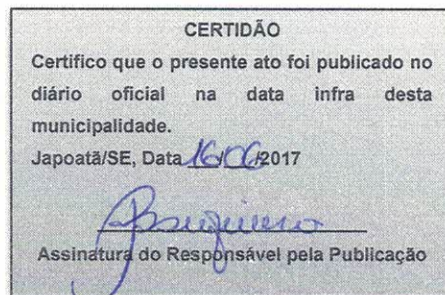 CERTIDÃO
Certifico que o presente ato foi publicado no
diário oficial na data infra desta
municipalidade.
Japoatã/SE, Data 16/06/2017
Assinatura do Responsável pela Publicação